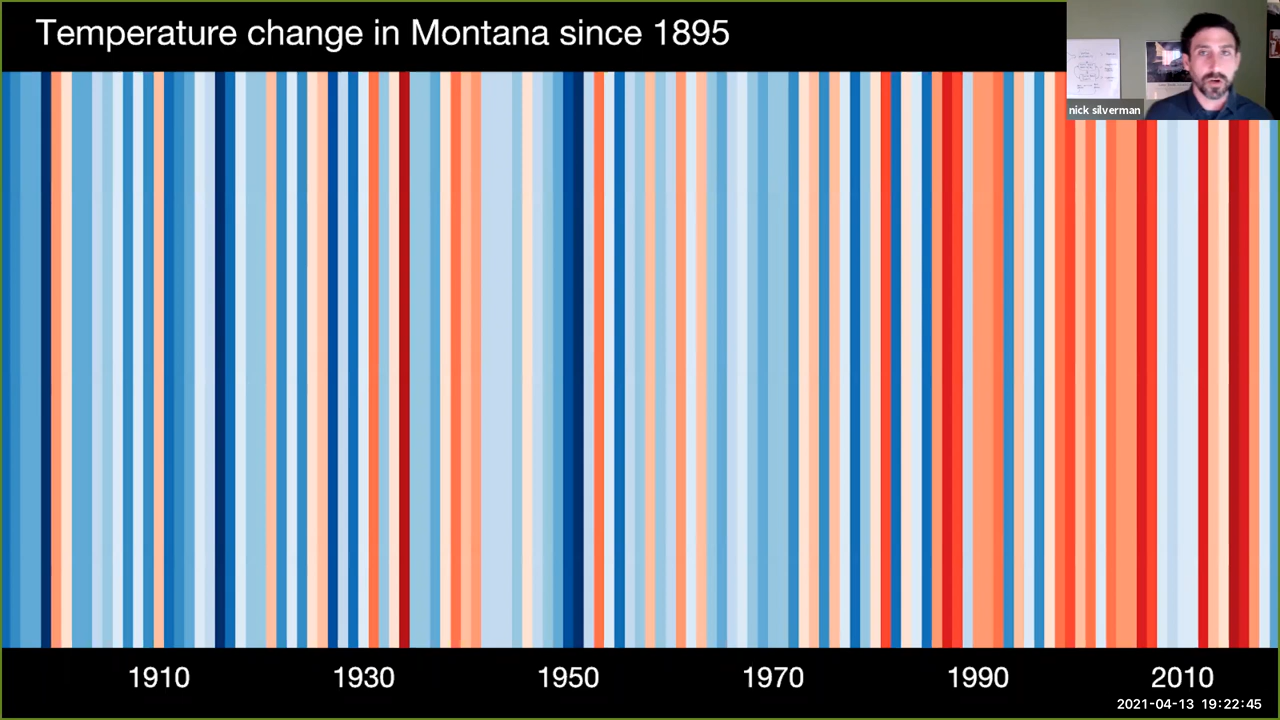 Temperature change in Montana since 1895
nick silverman
1910 1930 1950 1970 1990 2010
2021-04-13 19:22:45